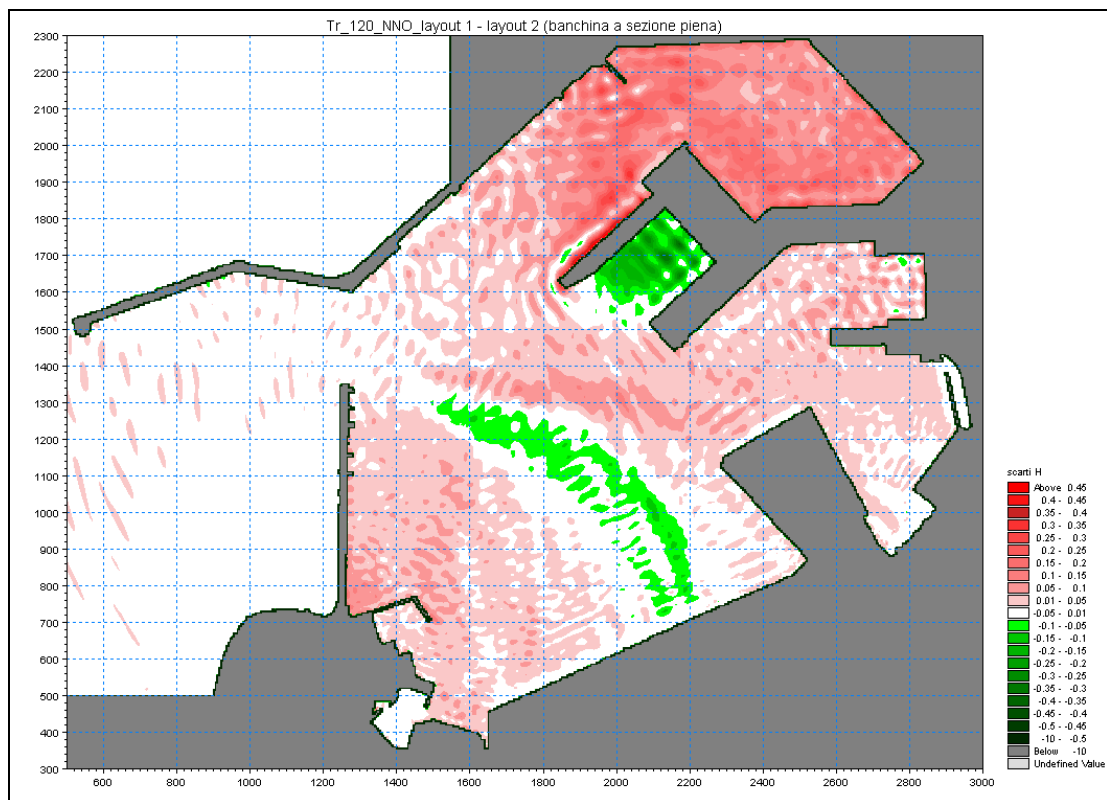 Tr_120_NNO_layout 1 - layout 2 (banchina a sezione piena)
2300
2200
2100
2000
1900
1800
1700
1600
1500
1400
1300
1200
1100
1000
900
800
700
600
500
400
300
600 800 1000 1200 1400 1600 1800 2000 2200 2400 2600 2800 3000
scarti H
Above 0.45
0.4 - 0.45
0.35 - 0.4
0.3 - 0.35
0.25 - 0.3
0.2 - 0.25
0.15 - 0.2
0.1 - 0.15
0.05 - 0.1
0.01 - 0.05
-0.05 - 0.01
-0.1 - -0.05
-0.15 - -0.1
-0.2 - -0.15
-0.25 - -0.2
-0.3 - -0.25
-0.35 - -0.3
-0.4 - -0.35
-0.45 - -0.4
-0.5 - -0.45
-10 - -0.5
Below -10
Undefined Value